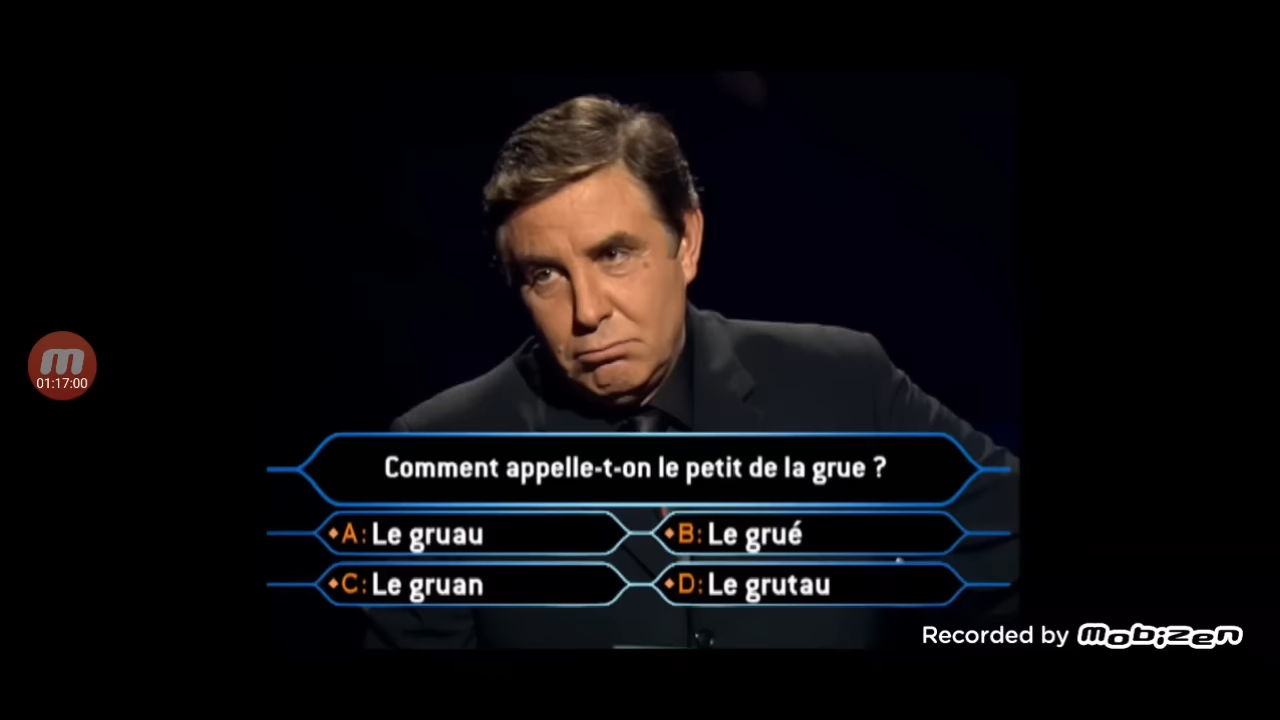 Comment appelle-t-on le petit de la grue ?
A: Le gruau
B: Le grué
C: Le gruan
D: Le grutau
01:17:00
Recorded by mobizen